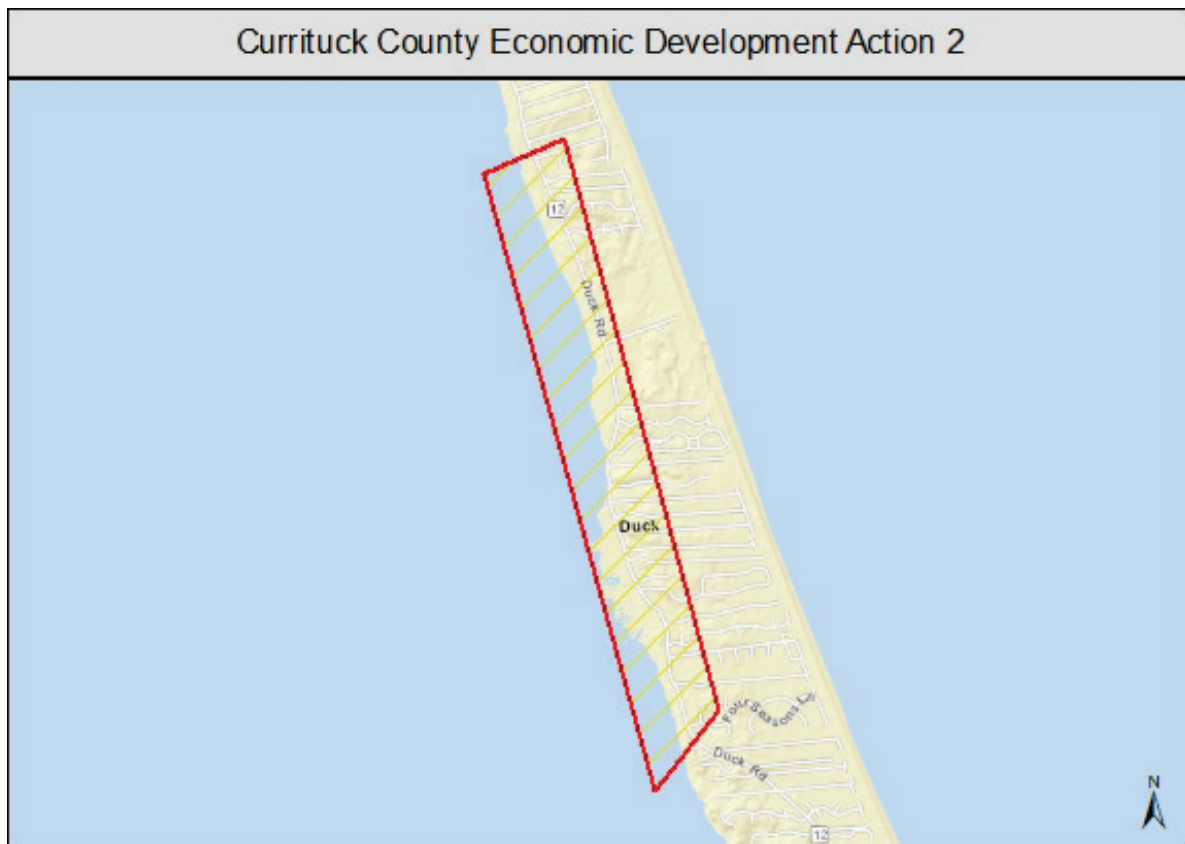 Currituck County Economic Development Action 2
12
Duck Rd
Duck
Four Seasons Ln
Duck Rd
12
N